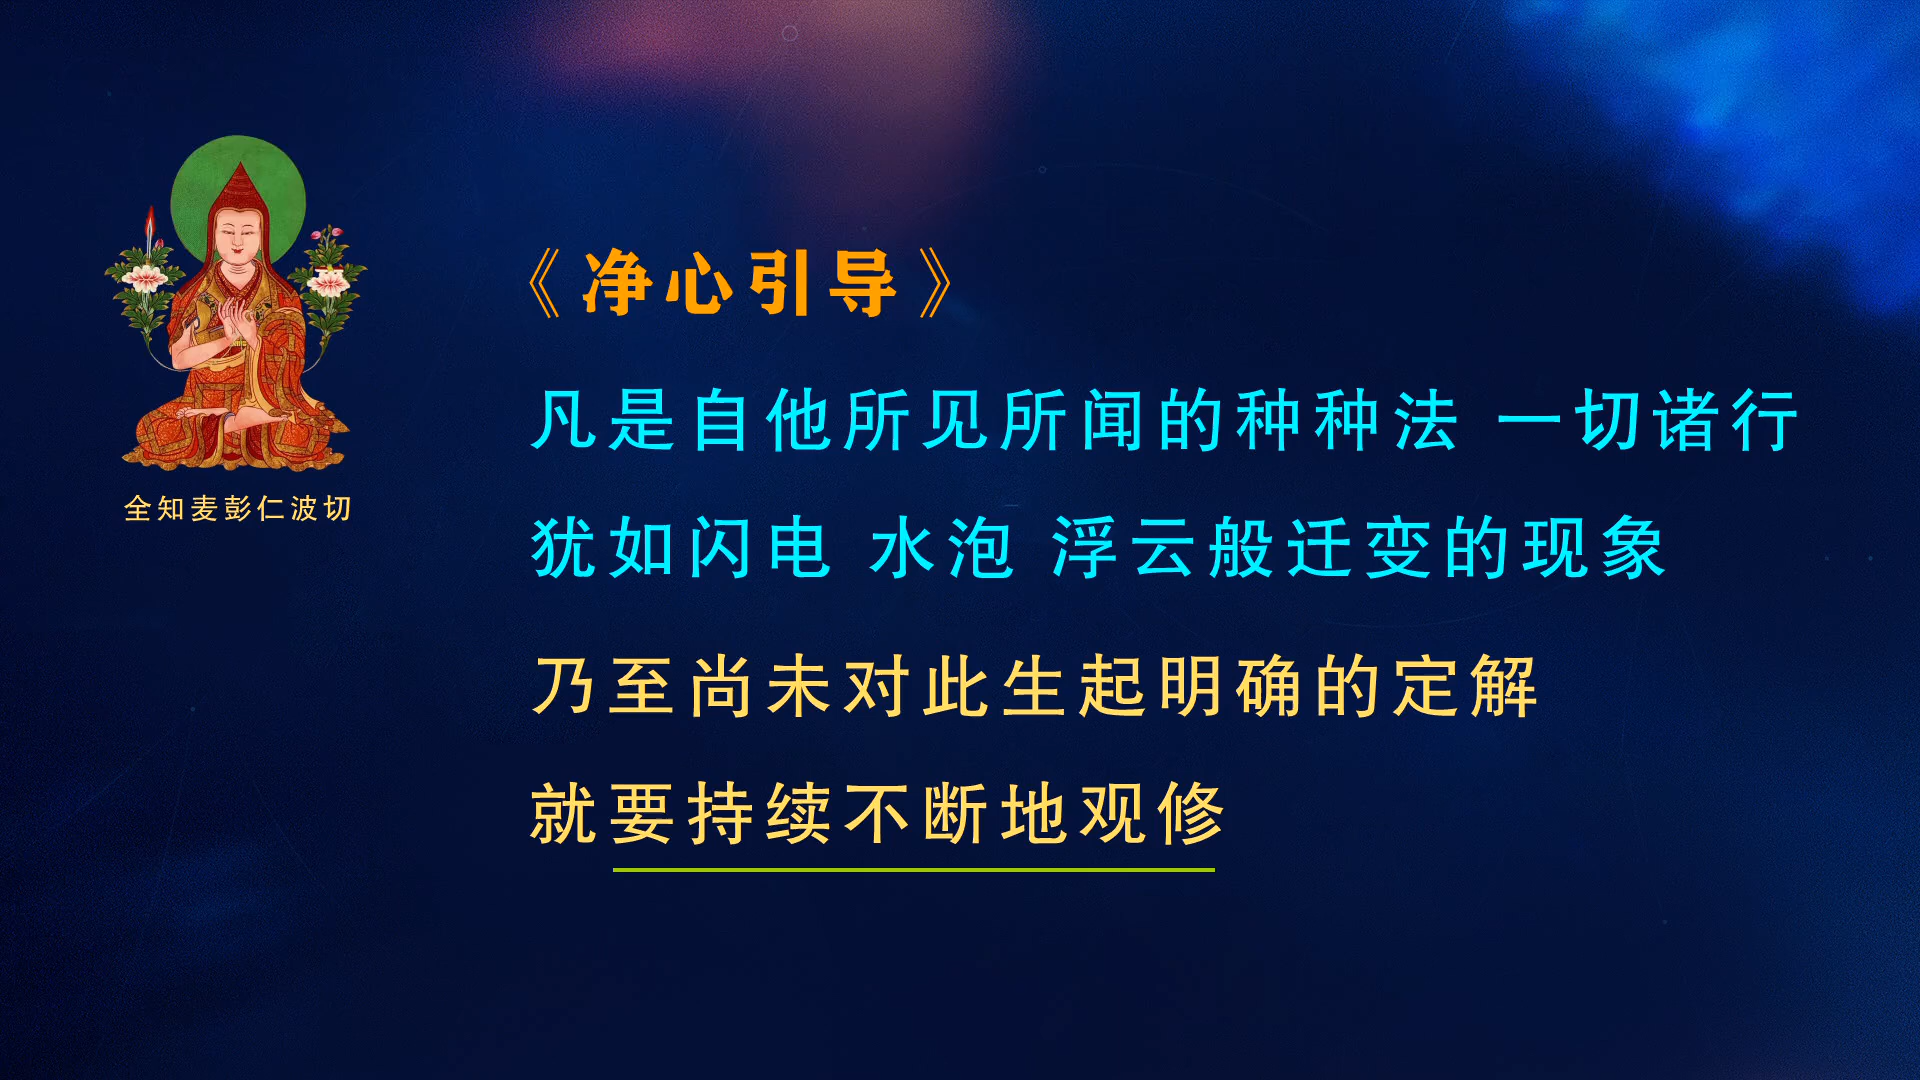 《净心引导》
凡是自他所见所闻的种种法 一切诸行
犹如闪电 水泡 浮云般迁变的现象
乃至尚未对此生起明确的定解
就要持续不断地观修
全知麦彭仁波切